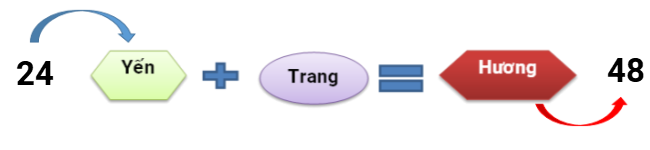 24 Yến + Trang = Hương 48